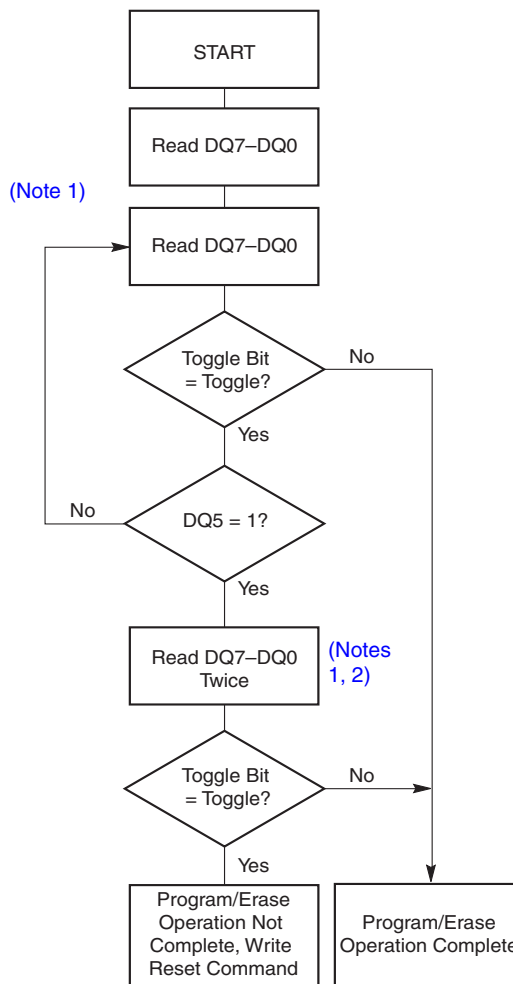 START
Read DQ7–DQ0
(Note 1)
Read DQ7–DQ0
Toggle Bit
= Toggle?
No
Yes
No
DQ5 = 1?
Yes
Read DQ7–DQ0
Twice
(Notes
1, 2)
Toggle Bit
= Toggle?
No
Yes
Program/Erase
Operation Not
Complete, Write
Reset Command
Program/Erase
Operation Complete